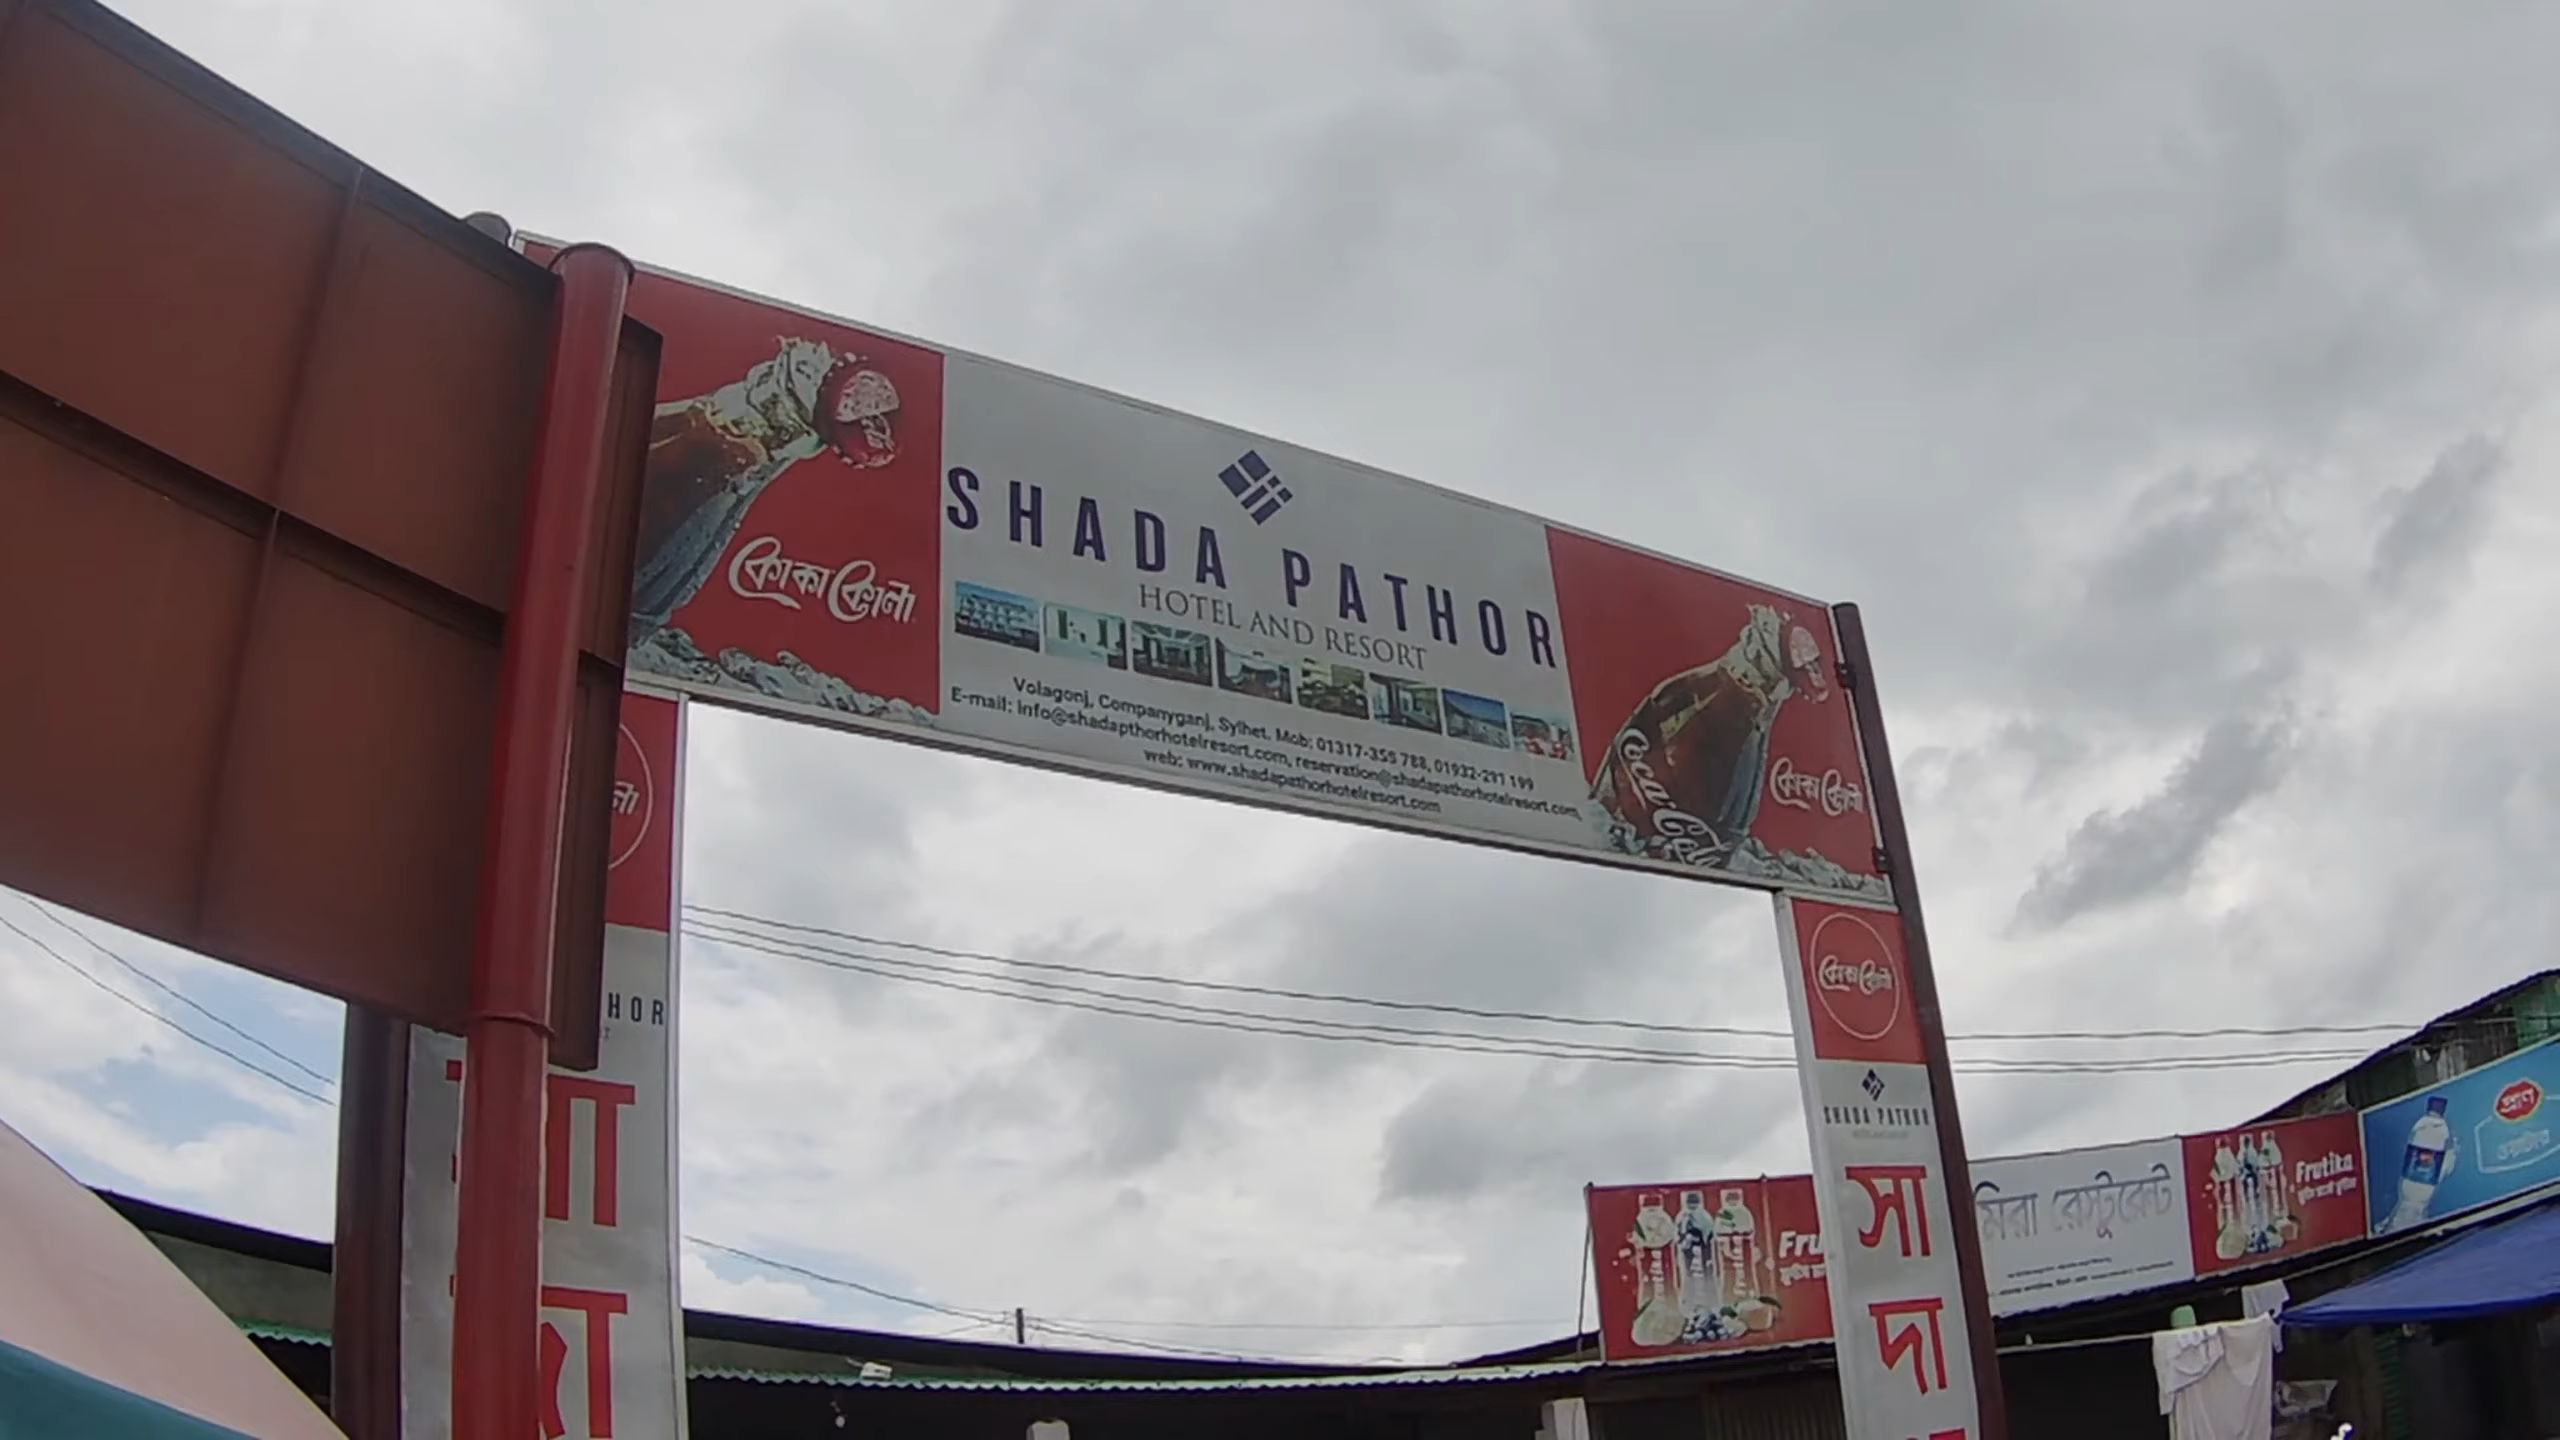 কোকা-কোলা
SHADA PATHOR
HOTEL AND RESORT
Volagonj, Companyganj, Sylhet. Mob: 01317-355 788, 01932-291 199
E-mail: info@shadapthorhotelresort.com, reservation@shadapathorhotelresort.com,
web: www.shadapathorhotelresort.com
Coca-Cola
কোকা-কোলা
লা
HOR
দা
কোকা-কোলা
SHADA PATHOR
সা
দা
Fru
মিরা রেস্টুরেন্ট
Frutika
প্রাণ